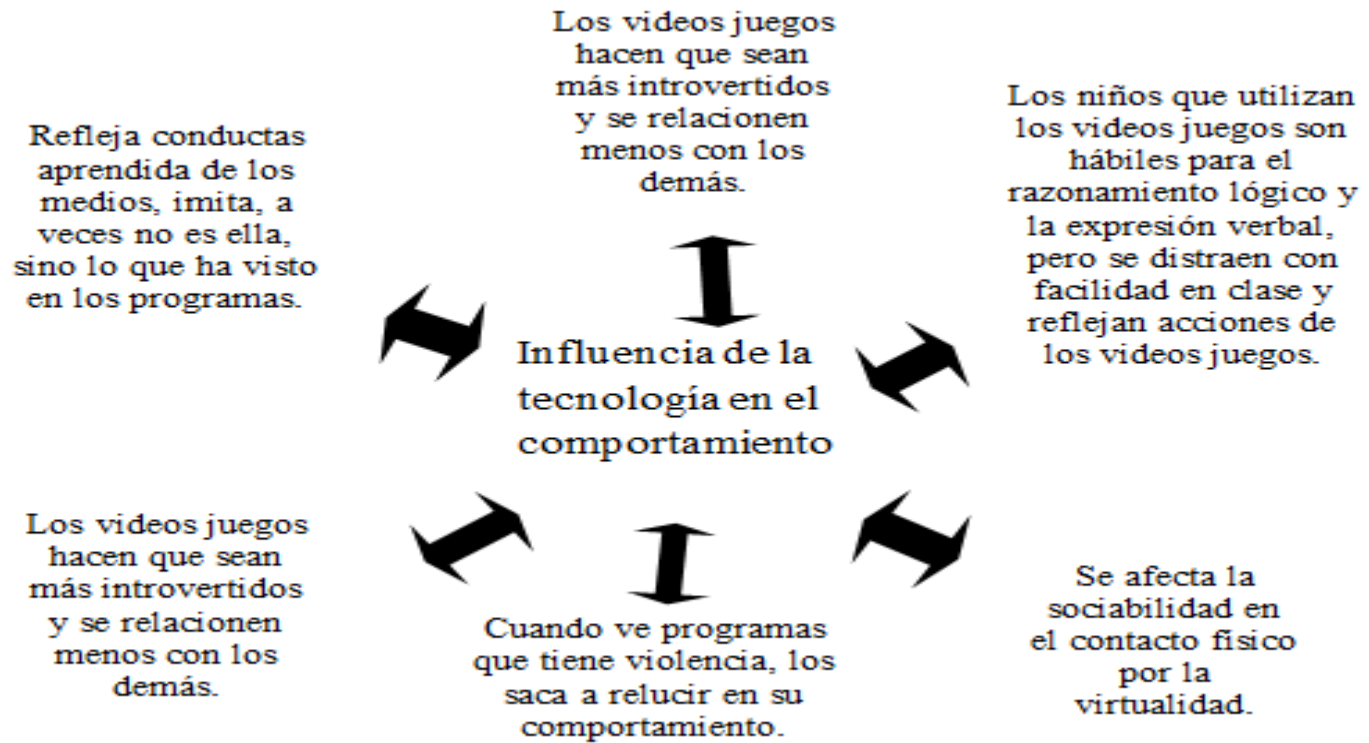 Los videos juegos
hacen que sean
más introvertidos
y se relacionen
menos con los
demás.
Refleja conductas
aprendida de los
medios, imita, a
veces no es ella,
sino lo que ha visto
en los programas.
Los niños que utilizan
los videos juegos son
hábiles para el
razonamiento lógico y
la expresión verbal,
pero se distraen con
facilidad en clase y
reflejan acciones de
los videos juegos.
Influencia de la
tecnología en el
comportamiento
Los videos juegos
hacen que sean
más introvertidos
y se relacionen
menos con los
demás.
Cuando ve programas
que tiene violencia, los
saca a relucir en su
comportamiento.
Se afecta la
sociabilidad en
el contacto físico
por la
virtualidad.